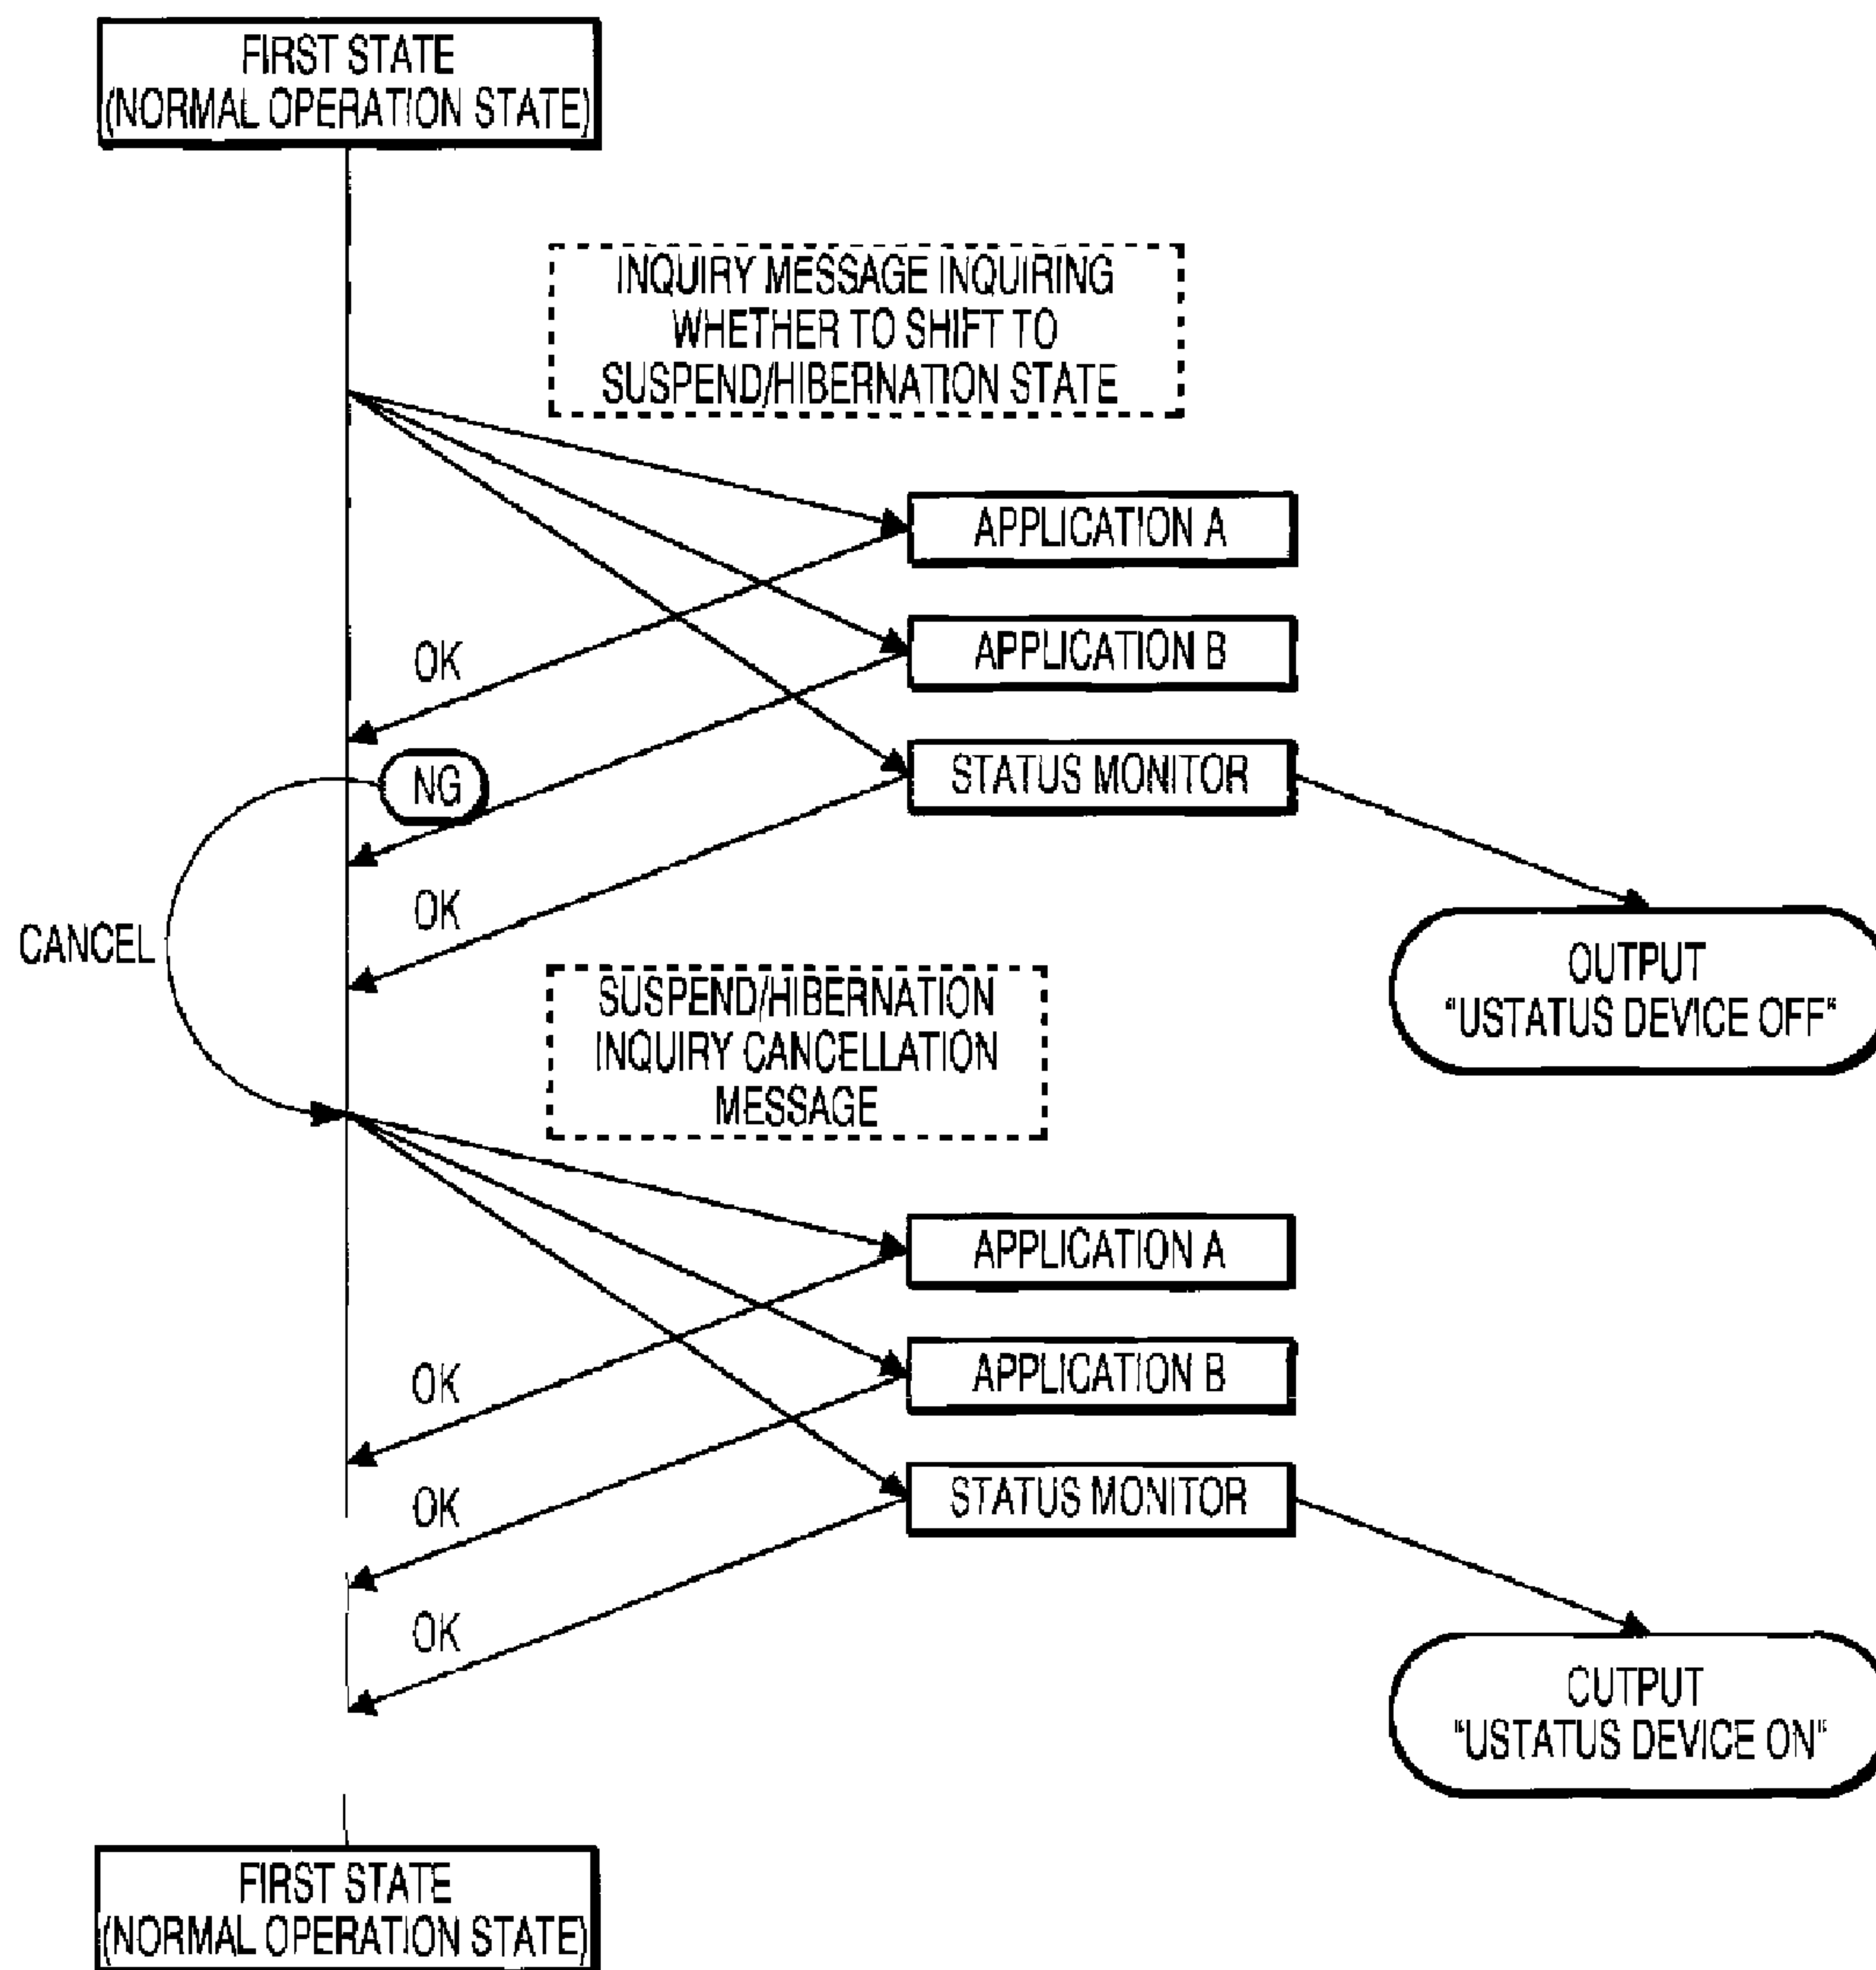 FIRST STATE
(NORMAL OPERATION STATE)
INQUIRY MESSAGE INQUIRING
WHETHER TO SHIFT TO
SUSPEND/HIBERNATION STATE
APPLICATION A
OK
APPLICATION B
NG
STATUS MONITOR
OK
CANCEL
OUTPUT
"USTATUS DEVICE OFF"
SUSPEND/HIBERNATION
INQUIRY CANCELLATION
MESSAGE
APPLICATION A
OK
APPLICATION B
OK
STATUS MONITOR
OK
CUTPUT
"USTATUS DEVICE ON"
FIRST STATE
(NORMAL OPERATION STATE)